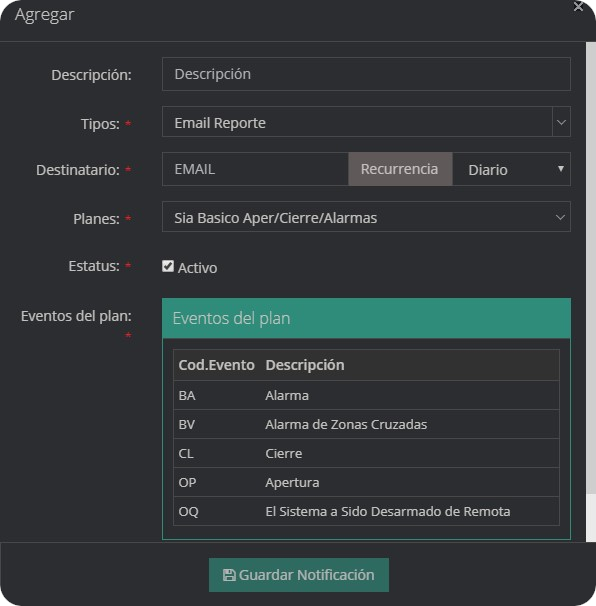 Agregar
Descripción: Descripción
Tipos: * Email Reporte
Destinatario: * EMAIL Recurrencia Diario
Planes: * Sia Basico Aper/Cierre/Alarmas
Estatus: * Activo
Eventos del plan: *
Eventos del plan
Cod.Evento Descripción
BA Alarma
BV Alarma de Zonas Cruzadas
CL Cierre
OP Apertura
OQ El Sistema a Sido Desarmado de Remota
Guardar Notificación